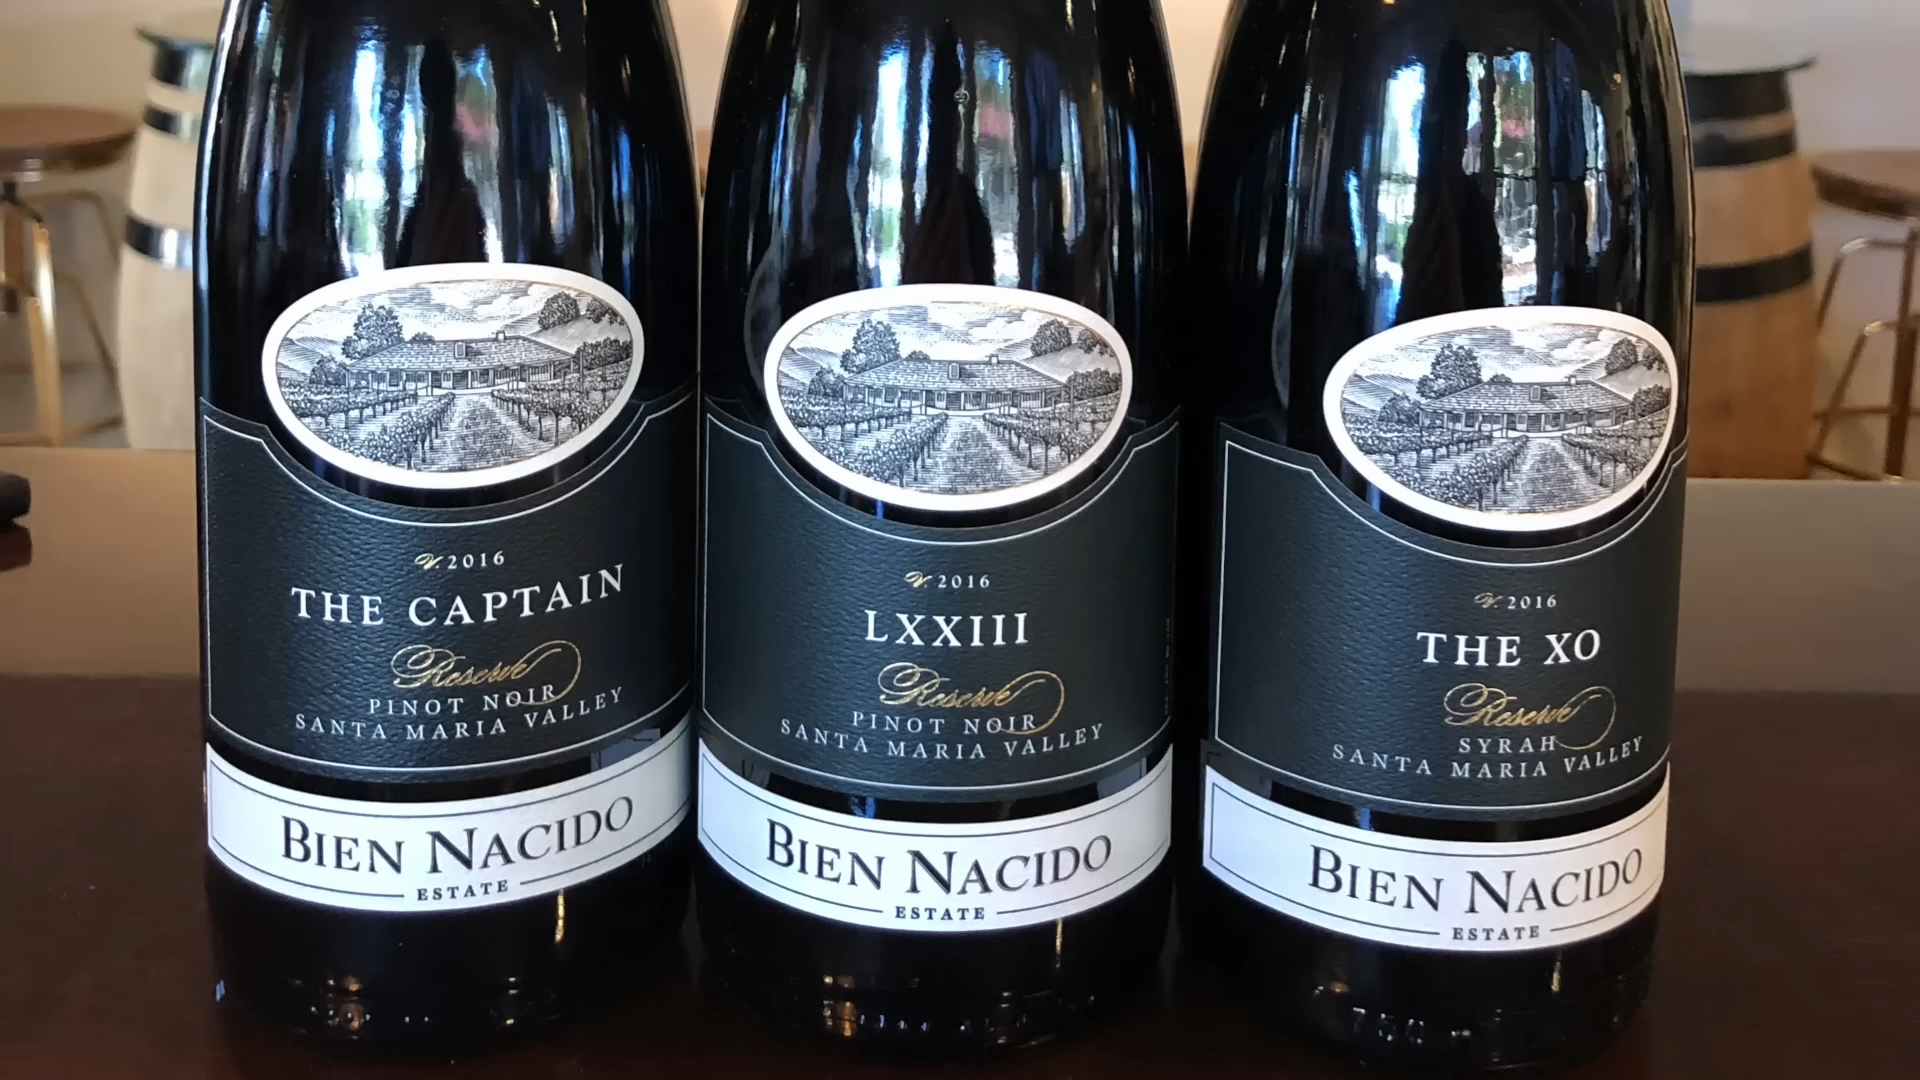 V. 2016
THE CAPTAIN
Reserve
PINOT NOIR
SANTA MARIA VALLEY
BIEN NACIDO
ESTATE
V. 2016
LXXIII
Reserve
PINOT NOIR
SANTA MARIA VALLEY
BIEN NACIDO
ESTATE
V. 2016
THE XO
Reserve
SYRAH
SANTA MARIA VALLEY
BIEN NACIDO
ESTATE